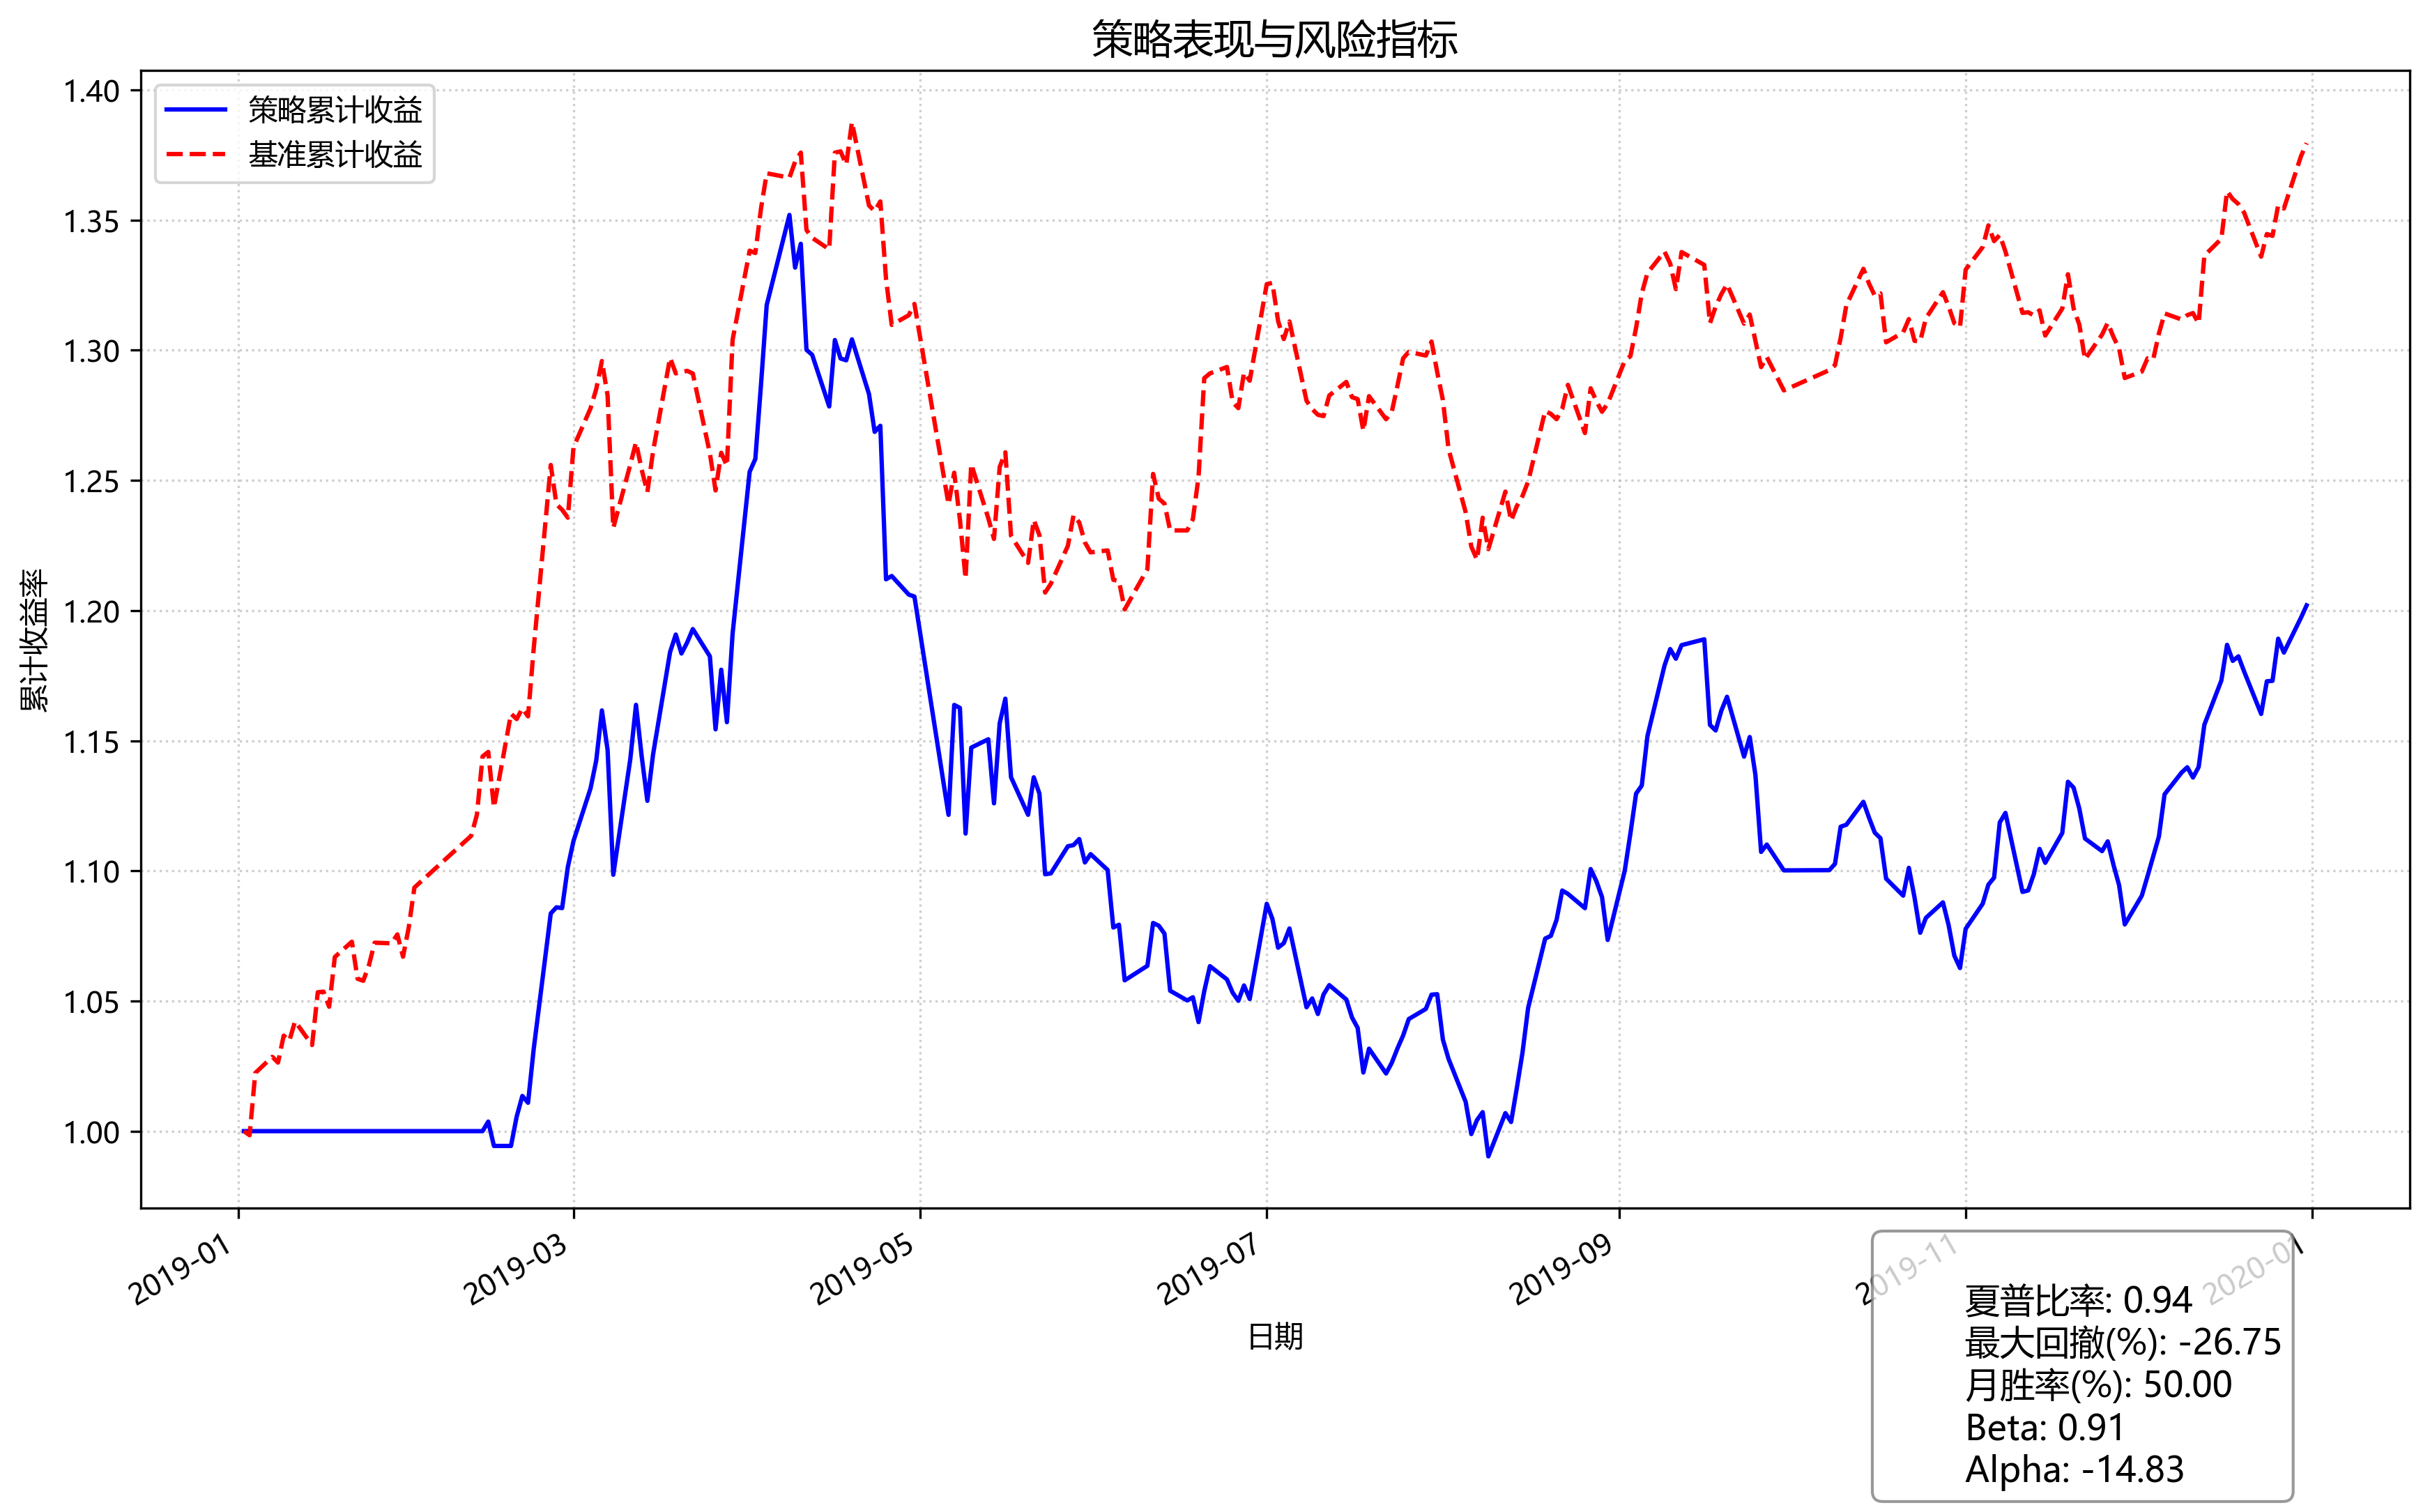 策略表现与风险指标
策略累计收益
基准累计收益
累计收益率
1.40
1.35
1.30
1.25
1.20
1.15
1.10
1.05
1.00
2019-01
2019-03
2019-05
2019-07
2019-09
2019-11
2020-01
日期
夏普比率: 0.94
最大回撤(%): -26.75
月胜率(%): 50.00
Beta: 0.91
Alpha: -14.83